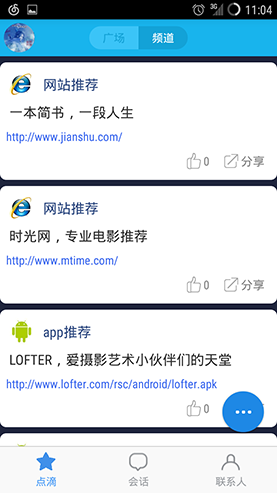 3G 11:04
广场 频道
网站推荐
一本简书，一段人生
http://www.jianshu.com/
0 分享
网站推荐
时光网，专业电影推荐
http://www.mtime.com/
0 分享
app推荐
LOFTER，爱摄影艺术小伙伴们的天堂
http://www.lofter.com/rsc/android/lofter.apk
0
点滴 会话 联系人